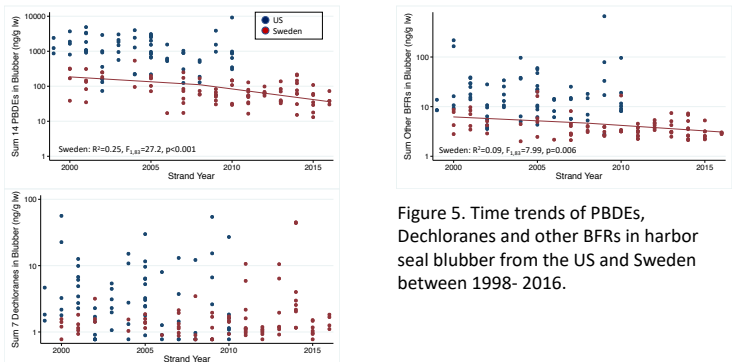 Sum 14 PBDEs in Blubber (ng/g lw)
10000
1000
100
10
1
US
Sweden
Sweden: R²=0.25, F₁,₈₃=27.2, p<0.001
2000 2005 2010 2015
Strand Year
Sum Other BFRs in Blubber (ng/g lw)
100
10
1
Sweden: R²=0.09, F₁,₈₃=7.99, p=0.006
2000 2005 2010 2015
Strand Year
Sum 7 Dechloranes in Blubber (ng/g lw)
100
10
1
2000 2005 2010 2015
Strand Year
Figure 5. Time trends of PBDEs,
Dechloranes and other BFRs in harbor
seal blubber from the US and Sweden
between 1998- 2016.